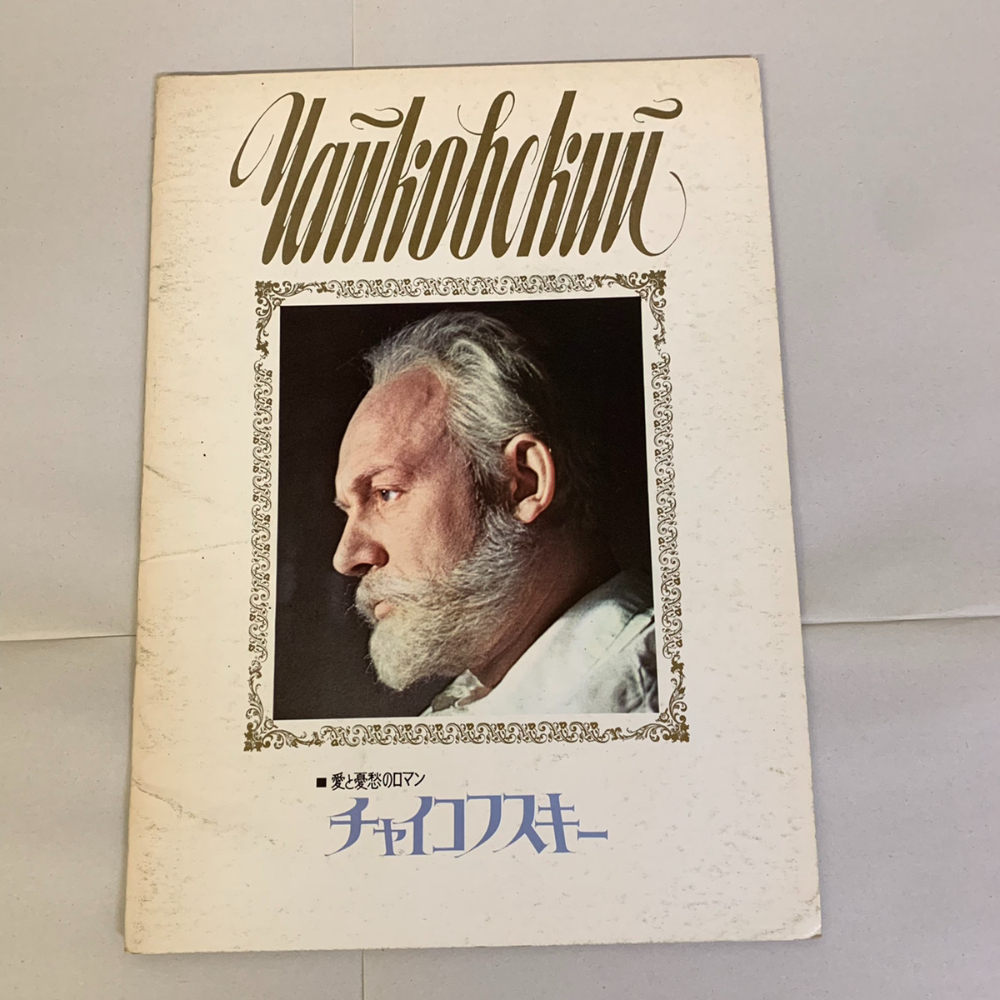 Чайковский
■ 愛と憂愁のロマン
チャイコフスキー